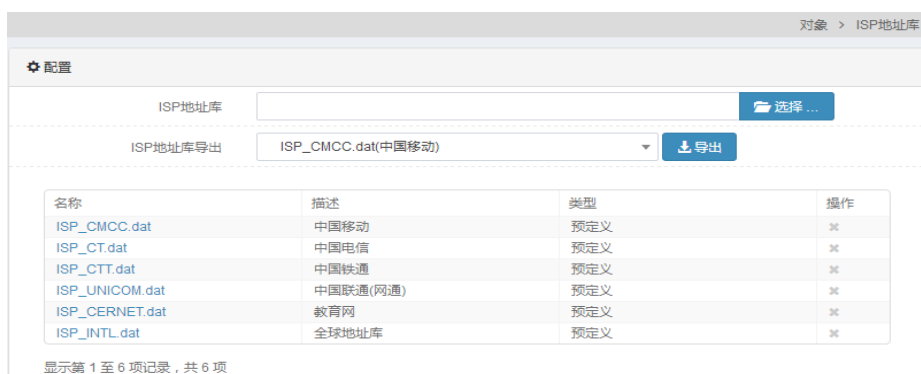 对象 > ISP地址库
配置
ISP地址库 选择 ...
ISP地址库导出 ISP_CMCC.dat(中国移动) 导出
名称 描述 类型 操作
ISP_CMCC.dat 中国移动 预定义
ISP_CT.dat 中国电信 预定义
ISP_CTT.dat 中国铁通 预定义
ISP_UNICOM.dat 中国联通(网通) 预定义
ISP_CERNET.dat 教育网 预定义
ISP_INTL.dat 全球地址库 预定义
显示第 1 至 6 项记录，共 6 项